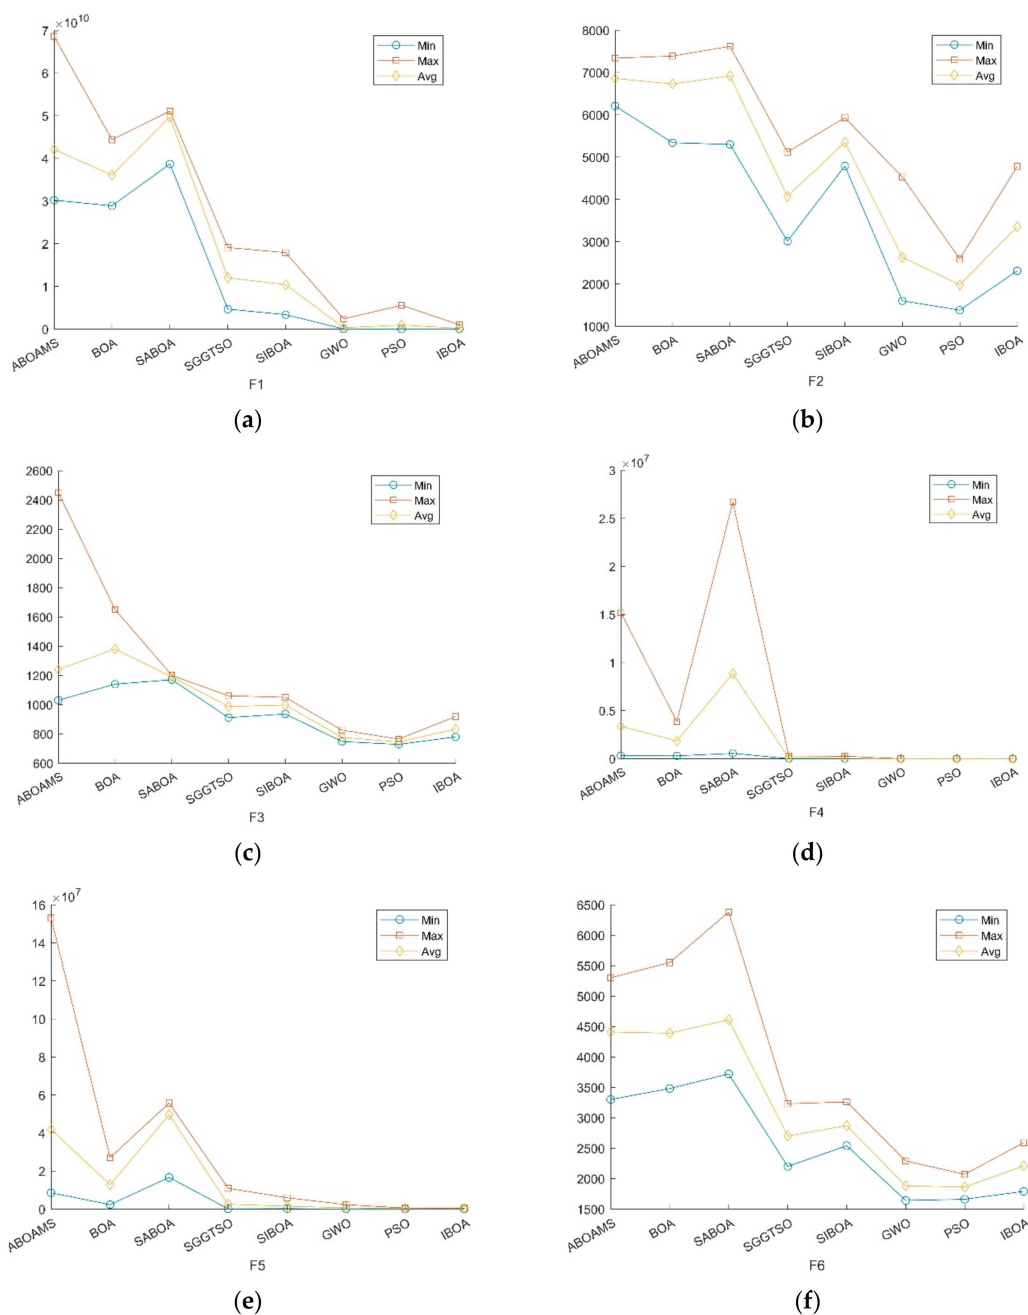 ×10^10
7
6
5
4
3
2
1
0
Min
Max
Avg
ABOAMS
BOA
SABOA
SGGTSO
SIBOA
GWO
PSO
IBOA
F1
(a)
8000
7000
6000
5000
4000
3000
2000
1000
Min
Max
Avg
ABOAMS
BOA
SABOA
SGGTSO
SIBOA
GWO
PSO
IBOA
F2
(b)
2600
2400
2200
2000
1800
1600
1400
1200
1000
800
600
Min
Max
Avg
ABOAMS
BOA
SABOA
SGGTSO
SIBOA
GWO
PSO
IBOA
F3
(c)
×10^7
3
2.5
2
1.5
1
0.5
0
Min
Max
Avg
ABOAMS
BOA
SABOA
SGGTSO
SIBOA
GWO
PSO
IBOA
F4
(d)
×10^7
16
14
12
10
8
6
4
2
0
Min
Max
Avg
ABOAMS
BOA
SABOA
SGGTSO
SIBOA
GWO
PSO
IBOA
F5
(e)
6500
6000
5500
5000
4500
4000
3500
3000
2500
2000
1500
Min
Max
Avg
ABOAMS
BOA
SABOA
SGGTSO
SIBOA
GWO
PSO
IBOA
F6
(f)